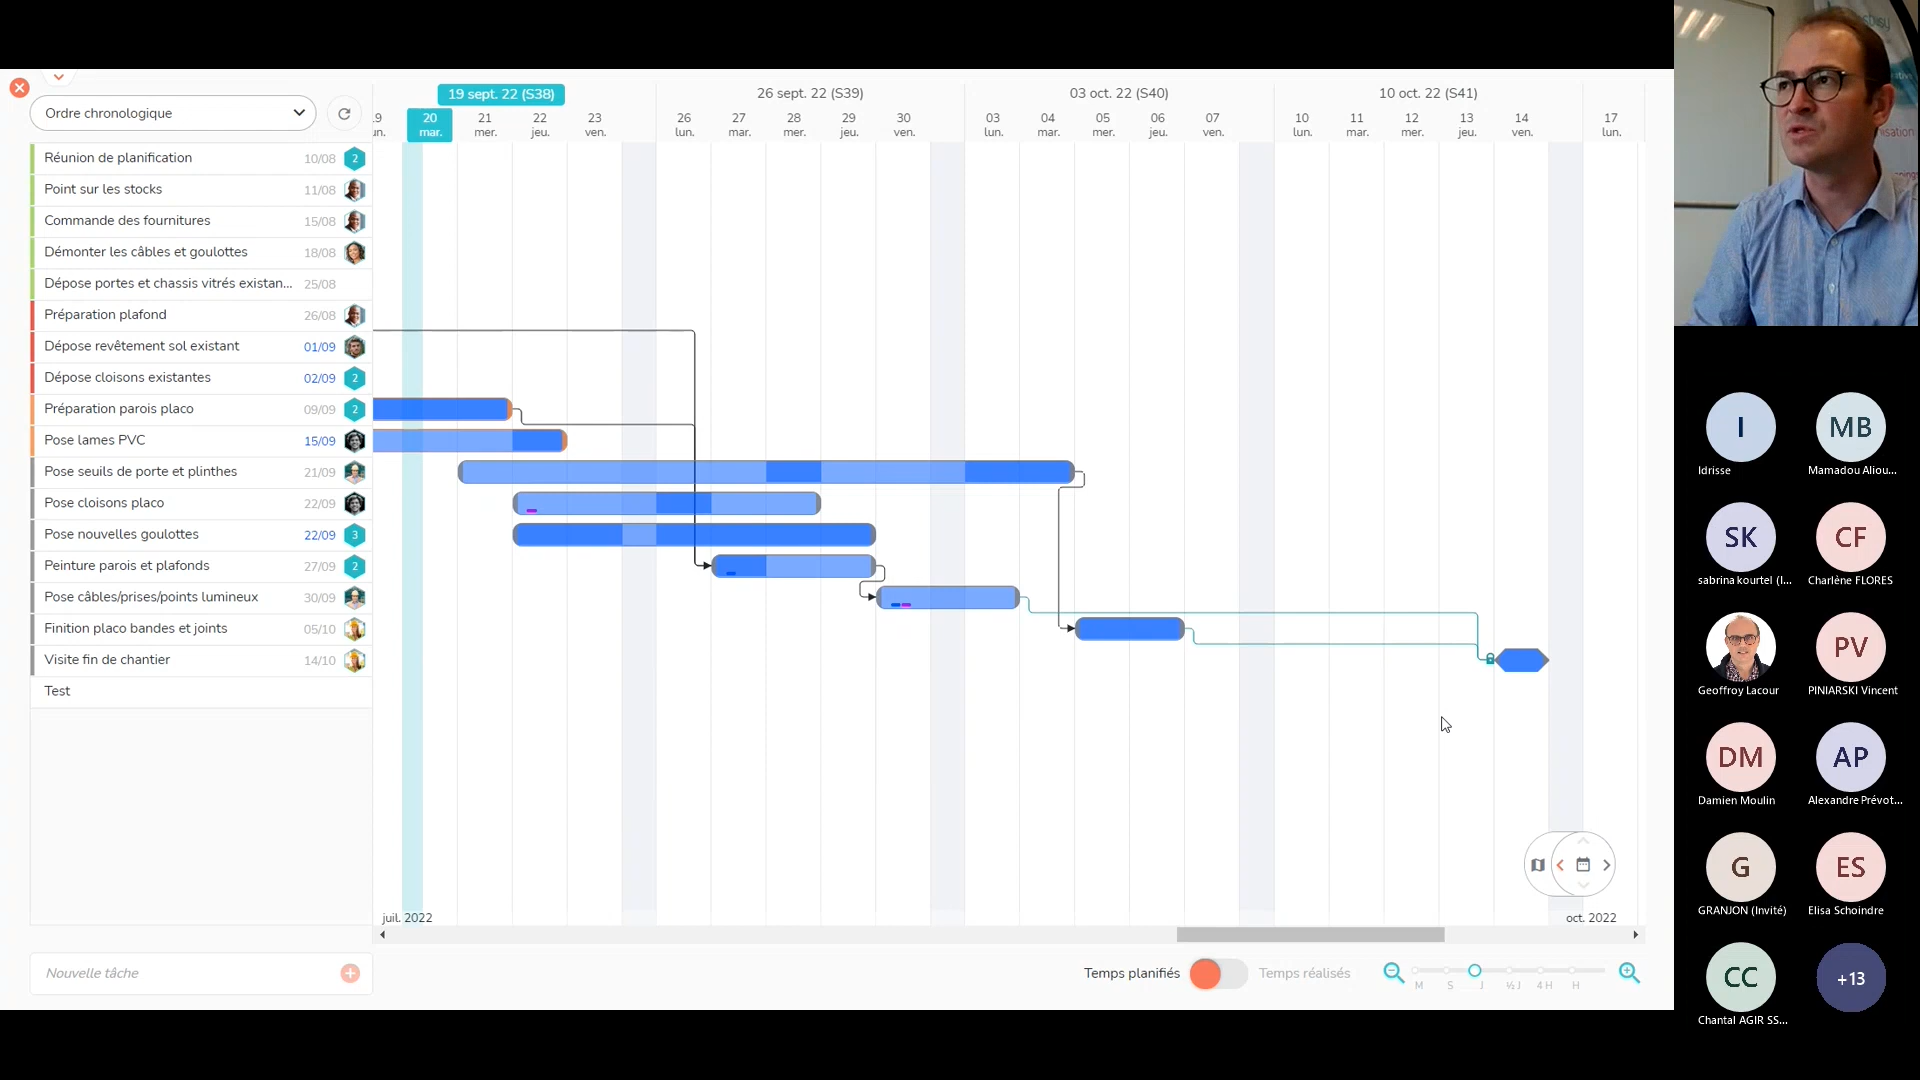 19 sept. 22 (S38)
26 sept. 22 (S39)
03 oct. 22 (S40)
10 oct. 22 (S41)
Ordre chronologique
20 21 22 23 26 27 28 29 30 03 04 05 06 07 10 11 12 13 14 17
mar. mer. jeu. ven. lun. mar. mer. jeu. ven. lun. mar. mer. jeu. ven. lun. mar. mer. jeu. ven. lun.
Réunion de planification 10/08 2
Point sur les stocks 11/08
Commande des fournitures 15/08
Démonter les câbles et goulottes 18/08
Dépose portes et chassis vitrés existan... 25/08
Préparation plafond 26/08
Dépose revêtement sol existant 01/09
Dépose cloisons existantes 02/09 2
Préparation parois placo 09/09 2
Pose lames PVC 15/09
Pose seuils de porte et plinthes 21/09
Pose cloisons placo 22/09
Pose nouvelles goulottes 22/09 3
Peinture parois et plafonds 27/09 2
Pose câbles/prises/points lumineux 30/09
Finition placo bandes et joints 05/10
Visite fin de chantier 14/10
Test
juil. 2022
oct. 2022
Nouvelle tâche
Temps planifiés
Temps réalisés
M S J ½ J 4 H H
I MB
Idrisse Mamadou Aliou...
SK CF
sabrina kourtel (I... Charlène FLORES
PV
Geoffroy Lacour PINIARSKI Vincent
DM AP
Damien Moulin Alexandre Prévot...
G ES
GRANJON (Invité) Elisa Schoindre
CC +13
Chantal AGIR SS...